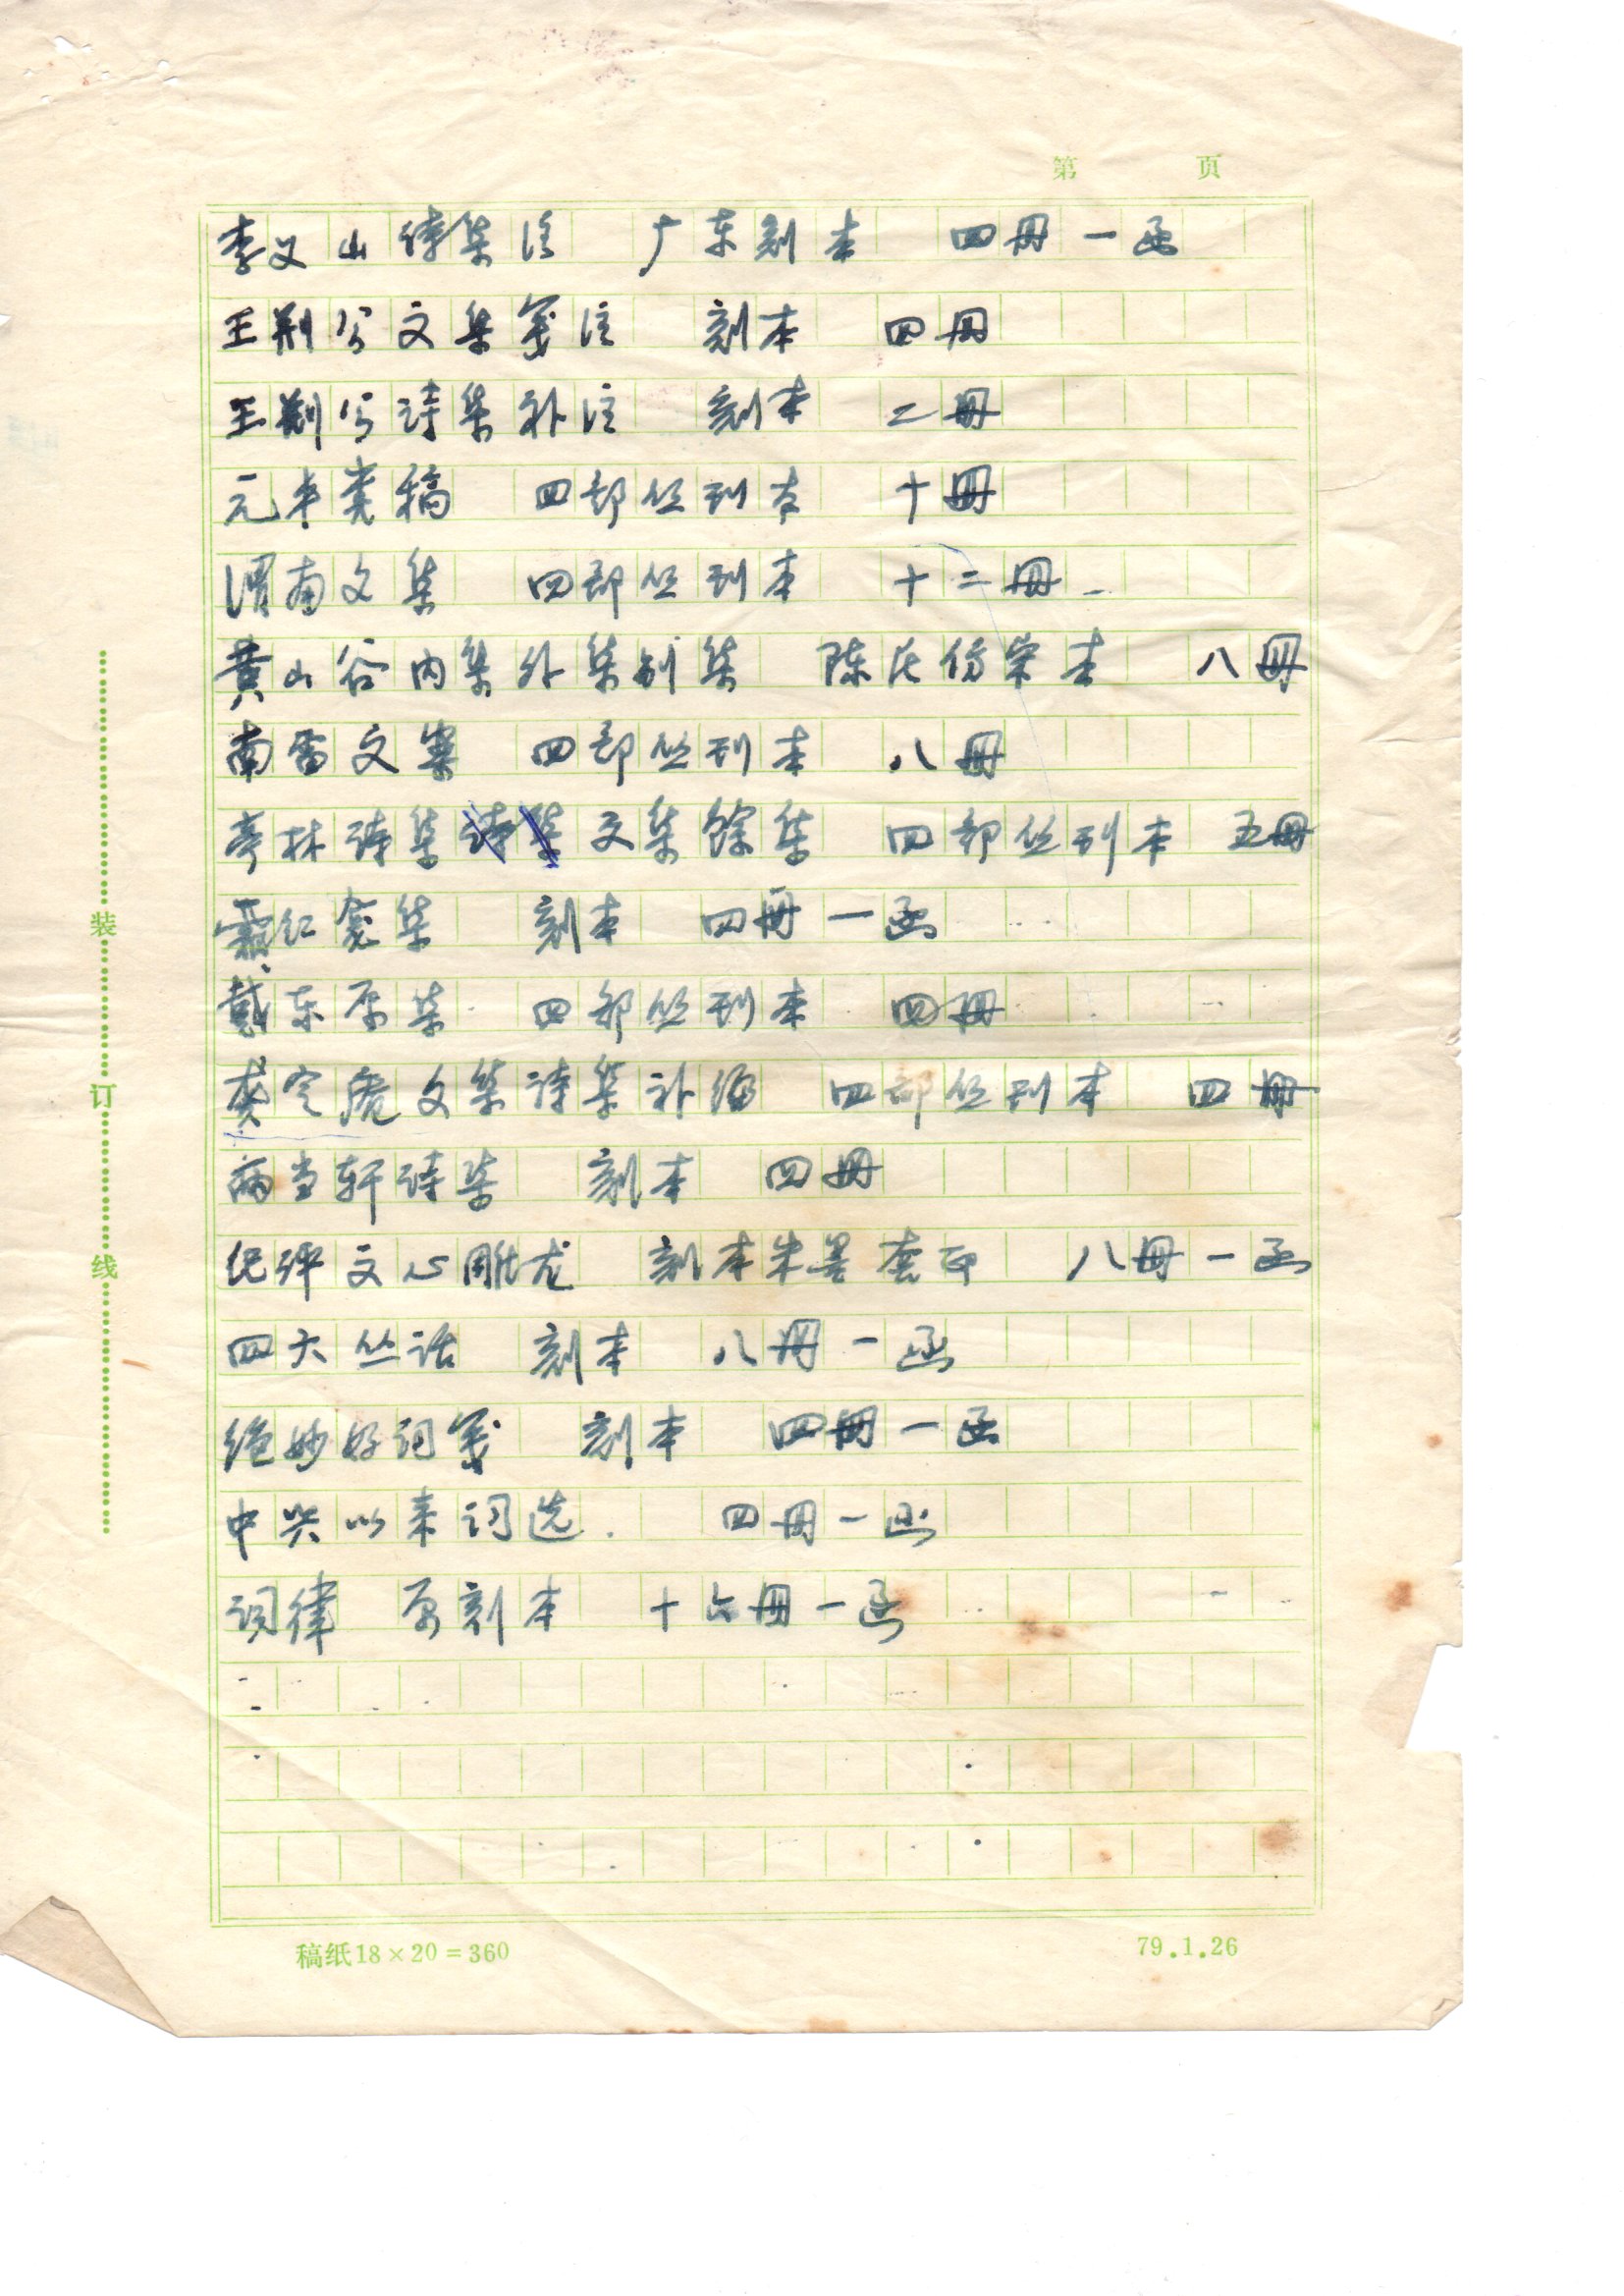 第 页
李义山诗集注 广东刻本 四册一函
王荆公文集笺注 刻本 四册
王荆公诗集补注 刻本 二册
元丰类稿 四部丛刊本 十册
渭南文集 四部丛刊本 十二册
黄山谷内集外集别集 陈氏仿宋本 八册
南雷文案 四部丛刊本 八册
亭林诗集诗集文集馀集 四部丛刊本 五册
霜红龛集 刻本 四册一函
戴东原集 四部丛刊本 四册
龚定庵文集诗集补编 四部丛刊本 四册
两当轩诗集 刻本 四册
纪评文心雕龙 刻本朱墨套印 八册一函
四六丛话 刻本 八册一函
绝妙好词笺 刻本 四册一函
中兴以来词选. 四册一函
词律 原刻本 十六册一函
装
订
线
稿纸18×20=360 79.1.26